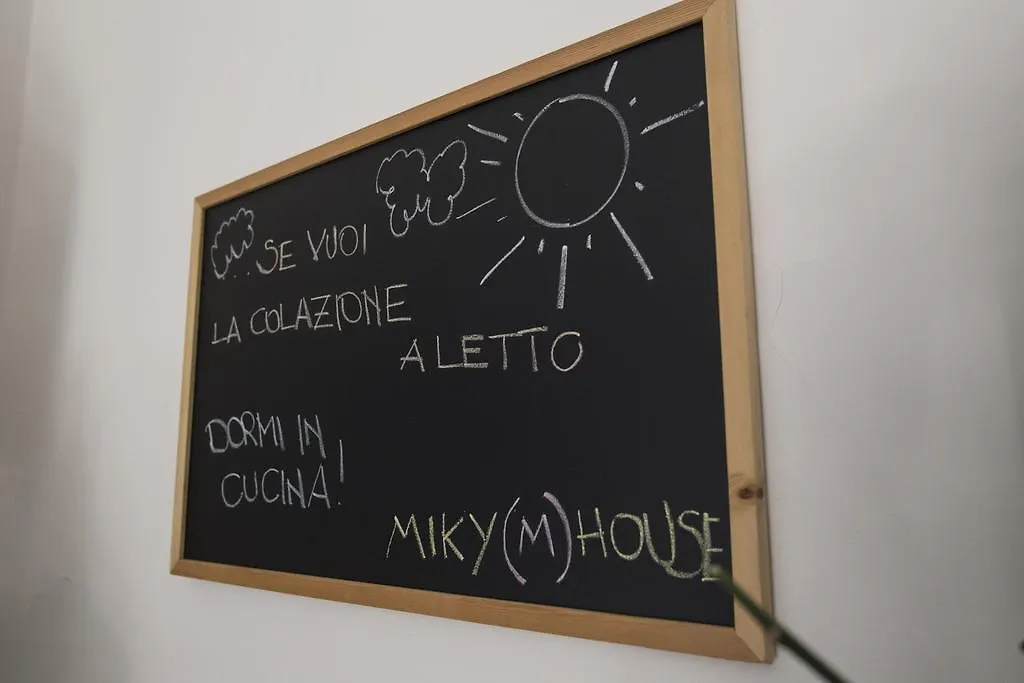 ...SE VUOI
LA COLAZIONE
A LETTO
DORMI IN
CUCINA!
MIKY(M)HOUSE